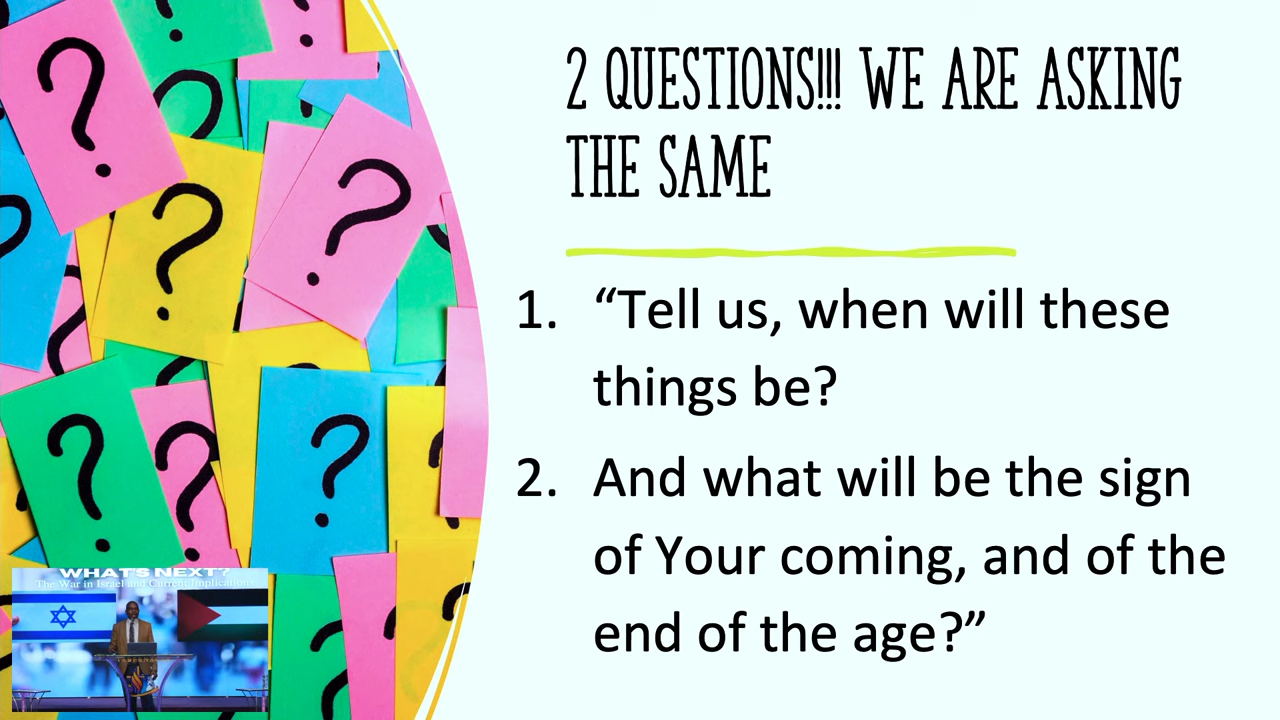 2 QUESTIONS!!! WE ARE ASKING
THE SAME
1. “Tell us, when will these
things be?
2. And what will be the sign
of Your coming, and of the
end of the age?”
WHAT'S NEXT?
The War in Israel and Current Implications